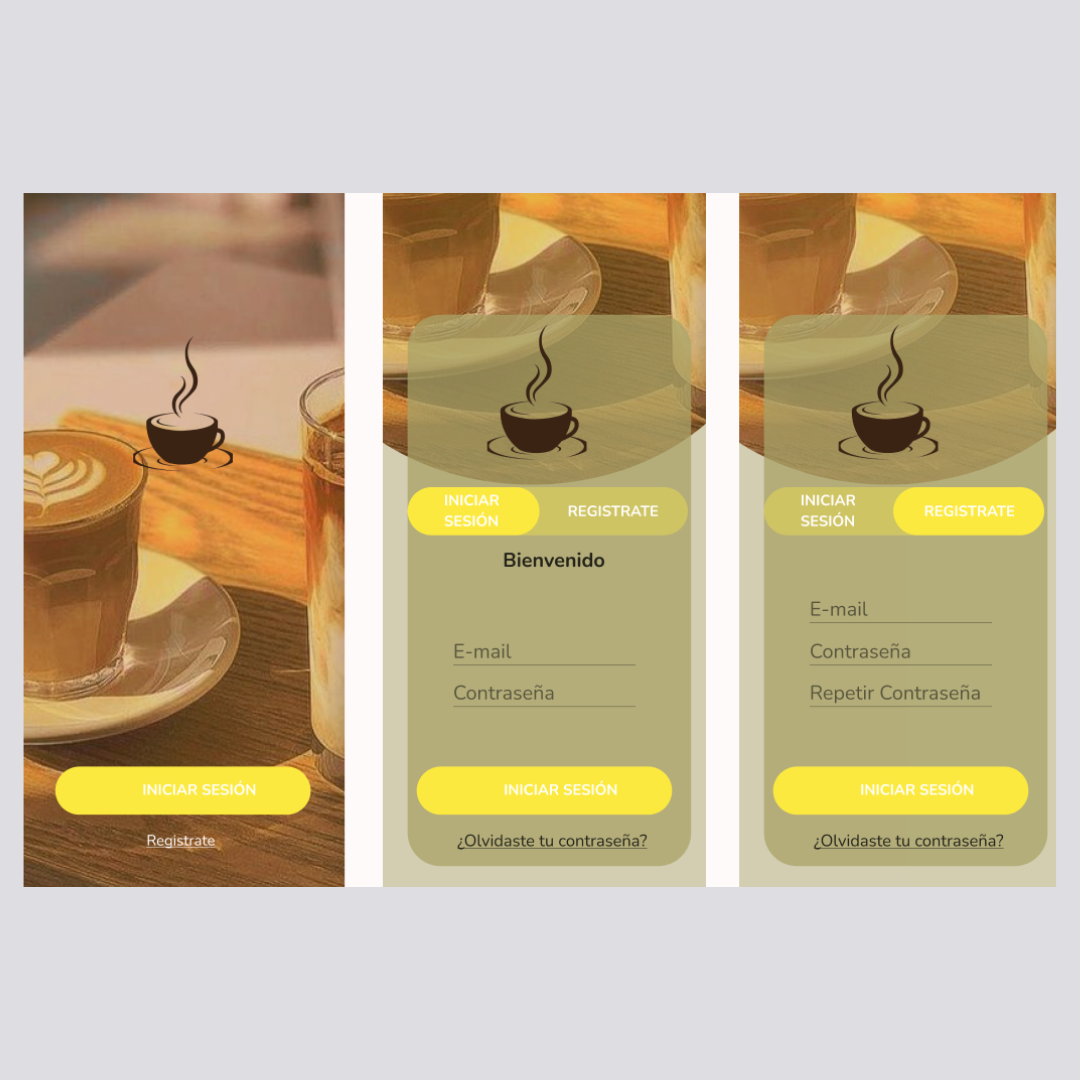 INICIAR SESIÓN
Registrate
INICIAR
SESIÓN
REGISTRATE
Bienvenido
E-mail
Contraseña
INICIAR SESIÓN
¿Olvidaste tu contraseña?
INICIAR
SESIÓN
REGISTRATE
E-mail
Contraseña
Repetir Contraseña
INICIAR SESIÓN
¿Olvidaste tu contraseña?